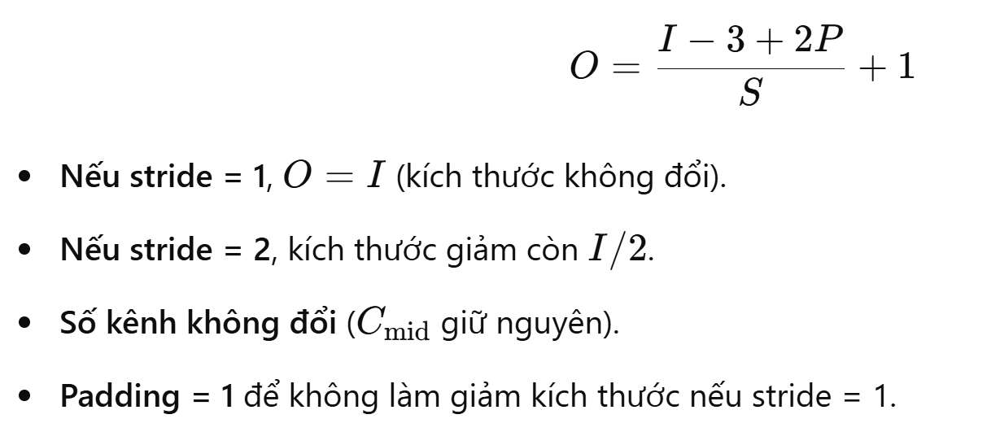 O = \frac{I - 3 + 2P}{S} + 1
• Nếu stride = 1, O = I (kích thước không đổi).
• Nếu stride = 2, kích thước giảm còn I/2.
• Số kênh không đổi (C_{mid} giữ nguyên).
• Padding = 1 để không làm giảm kích thước nếu stride = 1.